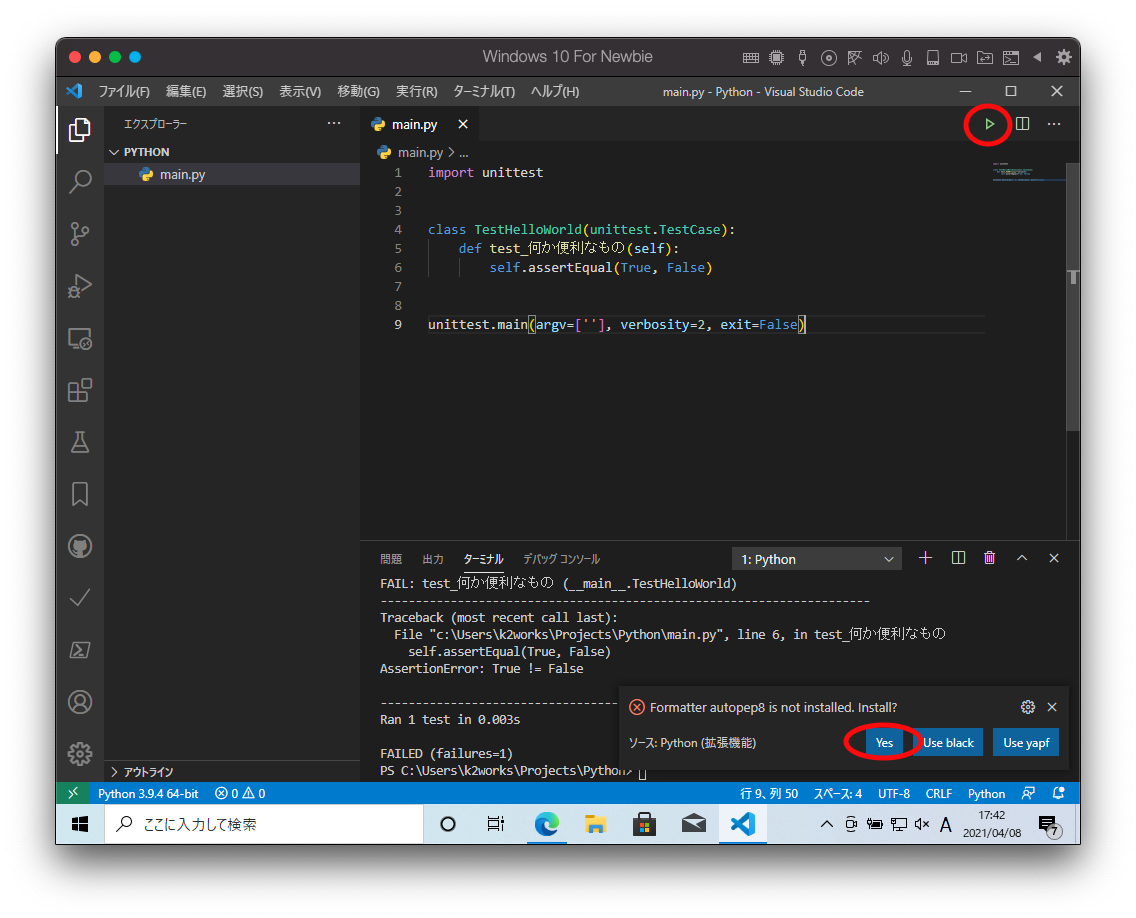 Windows 10 For Newbie
ファイル(F) 編集(E) 選択(S) 表示(V) 移動(G) 実行(R) ターミナル(T) ヘルプ(H) main.py - Python - Visual Studio Code
エクスプローラー ···
PYTHON
main.py
main.py
main.py > ...
1 import unittest
2
3
4 class TestHelloWorld(unittest.TestCase):
5 def test_何か便利なもの(self):
6 self.assertEqual(True, False)
7
8
9 unittest.main(argv=[''], verbosity=2, exit=False)
問題 出力 ターミナル デバッグ コンソール 1: Python
FAIL: test_何か便利なもの (__main__.TestHelloWorld)
----------------------------------------------------------------------
Traceback (most recent call last):
File "c:\Users\k2works\Projects\Python\main.py", line 6, in test_何か便利なもの
self.assertEqual(True, False)
AssertionError: True != False
----------------------------------
Ran 1 test in 0.003s
FAILED (failures=1)
PS C:\Users\k2works\Projects\Python>
Formatter autopep8 is not installed. Install?
ソース: Python (拡張機能) Yes Use black Use yapf
アウトライン
Python 3.9.4 64-bit 0 0 行 9、列 50 スペース: 4 UTF-8 CRLF Python
ここに入力して検索
A
17:42
2021/04/08
7